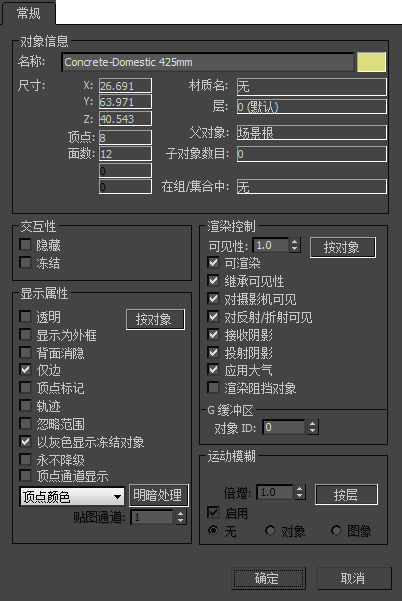 常规
对象信息
名称: Concrete-Domestic 425mm
尺寸: X: 26.691 材质名: 无
Y: 63.971 层: 0 (默认)
Z: 40.543
顶点: 8 父对象: 场景根
面数: 12 子对象数目: 0
0
0 在组/集合中: 无
交互性
隐藏
冻结
显示属性
透明 按对象
显示为外框
背面消隐
仅边
顶点标记
轨迹
忽略范围
以灰色显示冻结对象
永不降级
顶点通道显示
顶点颜色 明暗处理
贴图通道: 1
渲染控制
可见性: 1.0 按对象
可渲染
继承可见性
对摄影机可见
对反射/折射可见
接收阴影
投射阴影
应用大气
渲染阻挡对象
G 缓冲区
对象 ID: 0
运动模糊
倍增: 1.0 按层
启用
无 对象 图像
确定 取消